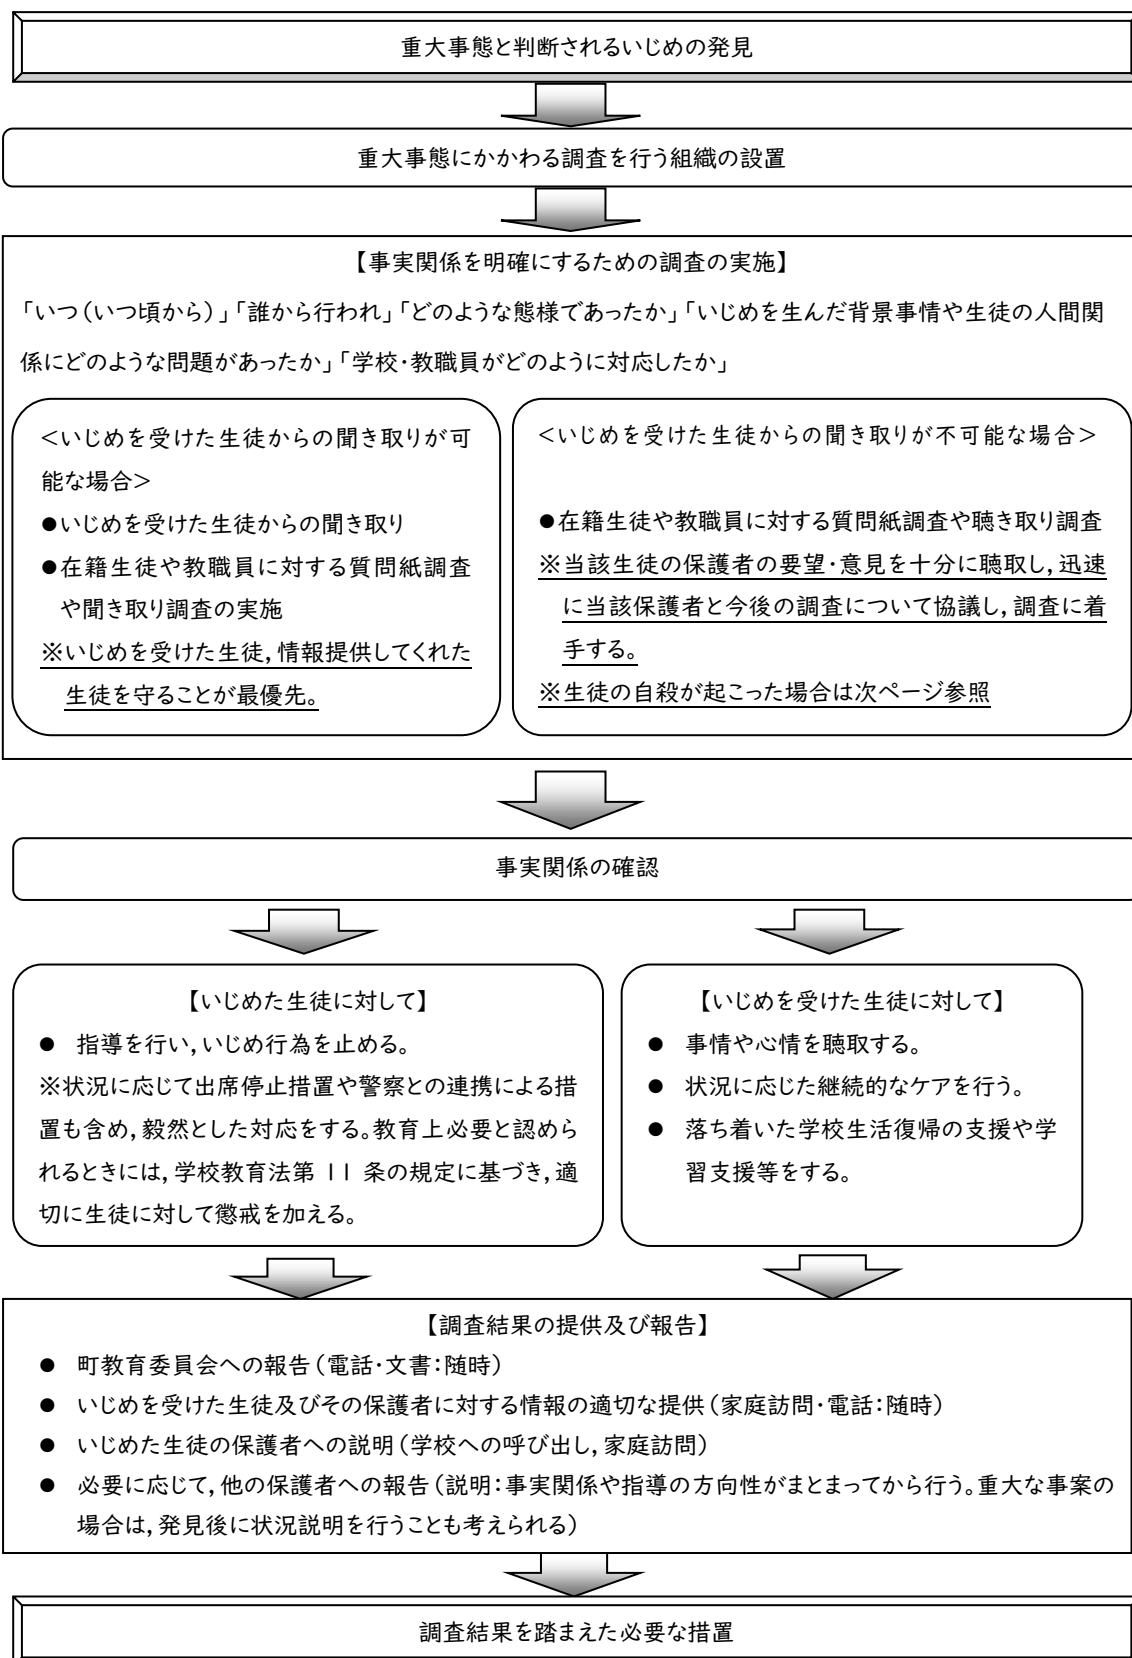 重大事態と判断されるいじめの発見
重大事態にかかわる調査を行う組織の設置
【事実関係を明確にするための調査の実施】
「いつ（いつ頃から）」「誰から行われ」「どのような態様であったか」「いじめを生んだ背景事情や生徒の人間関
係にどのような問題があったか」「学校・教職員がどのように対応したか」
＜いじめを受けた生徒からの聞き取りが可
能な場合＞
●いじめを受けた生徒からの聞き取り
●在籍生徒や教職員に対する質問紙調査
や聞き取り調査の実施
※いじめを受けた生徒，情報提供してくれた
生徒を守ることが最優先。
＜いじめを受けた生徒からの聞き取りが不可能な場合＞
●在籍生徒や教職員に対する質問紙調査や聴き取り調査
※当該生徒の保護者の要望・意見を十分に聴取し，迅速
に当該保護者と今後の調査について協議し，調査に着
手する。
※生徒の自殺が起こった場合は次ページ参照
事実関係の確認
【いじめた生徒に対して】
● 指導を行い，いじめ行為を止める。
※状況に応じて出席停止措置や警察との連携による措
置も含め，毅然とした対応をする。教育上必要と認めら
れるときには，学校教育法第 11 条の規定に基づき，適
切に生徒に対して懲戒を加える。
【いじめを受けた生徒に対して】
● 事情や心情を聴取する。
● 状況に応じた継続的なケアを行う。
● 落ち着いた学校生活復帰の支援や学
習支援等をする。
【調査結果の提供及び報告】
● 町教育委員会への報告（電話・文書：随時）
● いじめを受けた生徒及びその保護者に対する情報の適切な提供（家庭訪問・電話：随時）
● いじめた生徒の保護者への説明（学校への呼び出し，家庭訪問）
● 必要に応じて，他の保護者への報告（説明：事実関係や指導の方向性がまとまってから行う。重大な事案の
場合は，発見後に状況説明を行うことも考えられる）
調査結果を踏まえた必要な措置